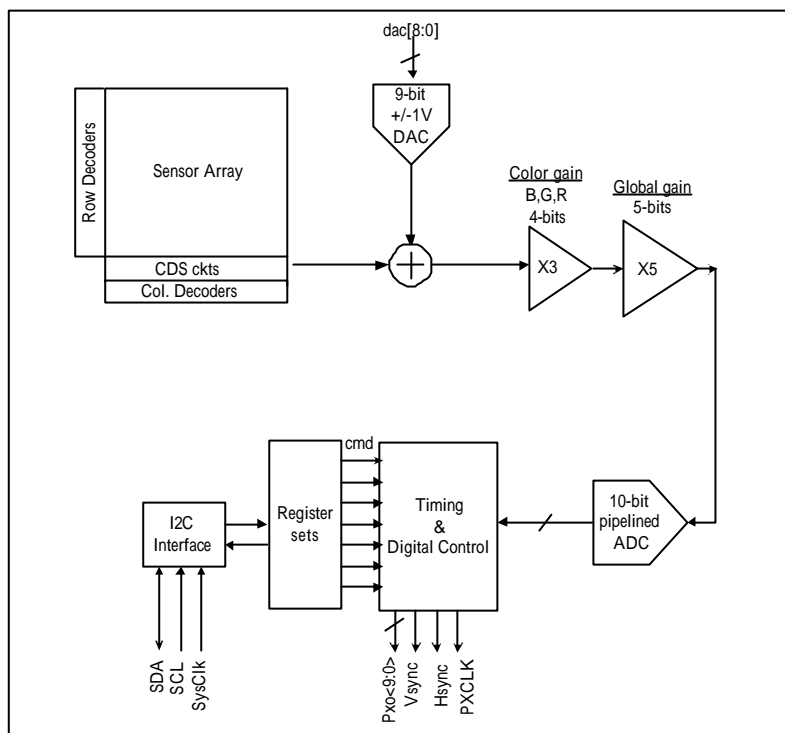 dac[8:0]
9-bit
+/-1V
DAC
Row Decoders
Sensor Array
CDS ckts
Col. Decoders
Color gain
B,G,R
4-bits
X3
Global gain
5-bits
X5
10-bit
pipelined
ADC
cmd
Timing
&
Digital Control
Register
sets
I2C
Interface
SDA
SCL
SysClk
Pxo<9:0>
Vsync
Hsync
PXCLK